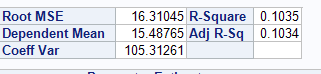 Root MSE 16.31045 R-Square 0.1035
Dependent Mean 15.48765 Adj R-Sq 0.1034
Coeff Var 105.31261